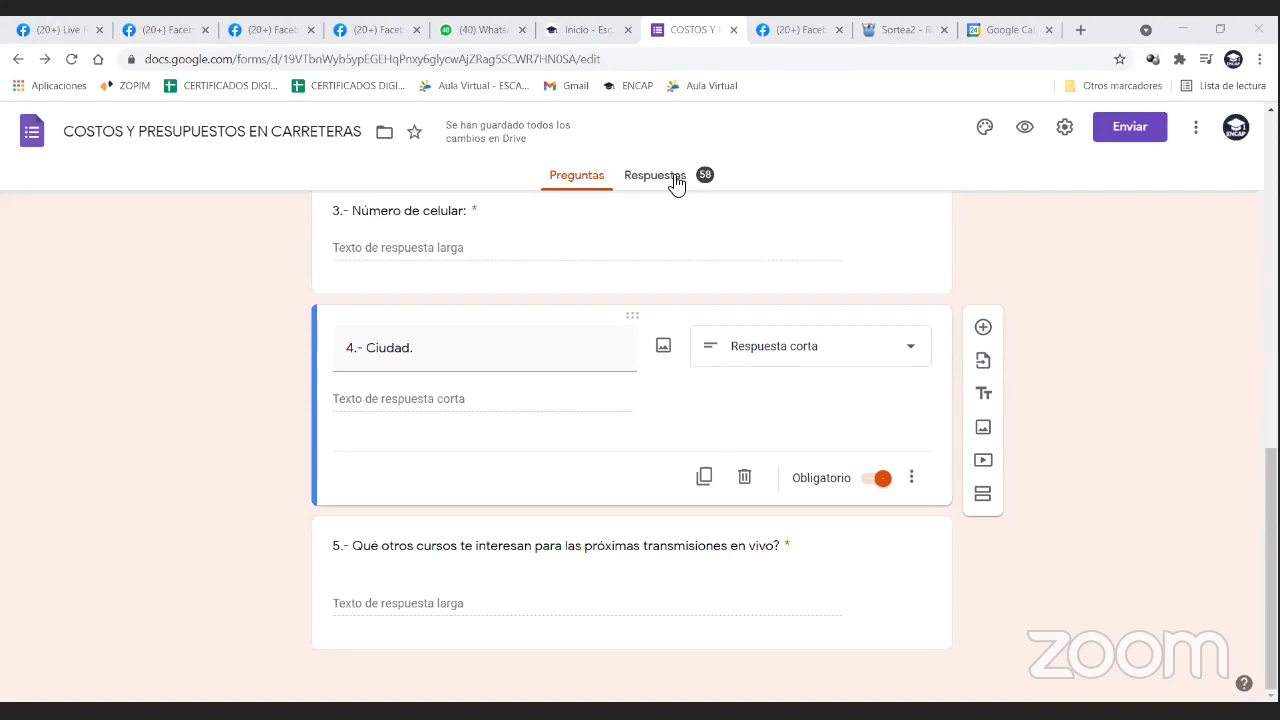 (20+) Live P
(20+) Faceb
(20+) Faceb
(20+) Faceb
(40) Whats
Inicio - Esc
COSTOS Y P
(20+) Faceb
Sortea2 - R
Google Cal
docs.google.com/forms/d/19VTbnWyb5ypEGEHqPnxy6glycwAjZRag5SCWR7HN0SA/edit
Aplicaciones
ZOPIM
CERTIFICADOS DIGI...
CERTIFICADOS DIGI...
Aula Virtual - ESCA...
Gmail
ENCAP
Aula Virtual
Otros marcadores
Lista de lectura
COSTOS Y PRESUPUESTOS EN CARRETERAS
Se han guardado todos los
cambios en Drive
Enviar
ENCAP
Preguntas
Respuestas 58
3.- Número de celular: *
Texto de respuesta larga
4.- Ciudad.
Respuesta corta
Texto de respuesta corta
Obligatorio
5.- Qué otros cursos te interesan para las próximas transmisiones en vivo? *
Texto de respuesta larga
zoom